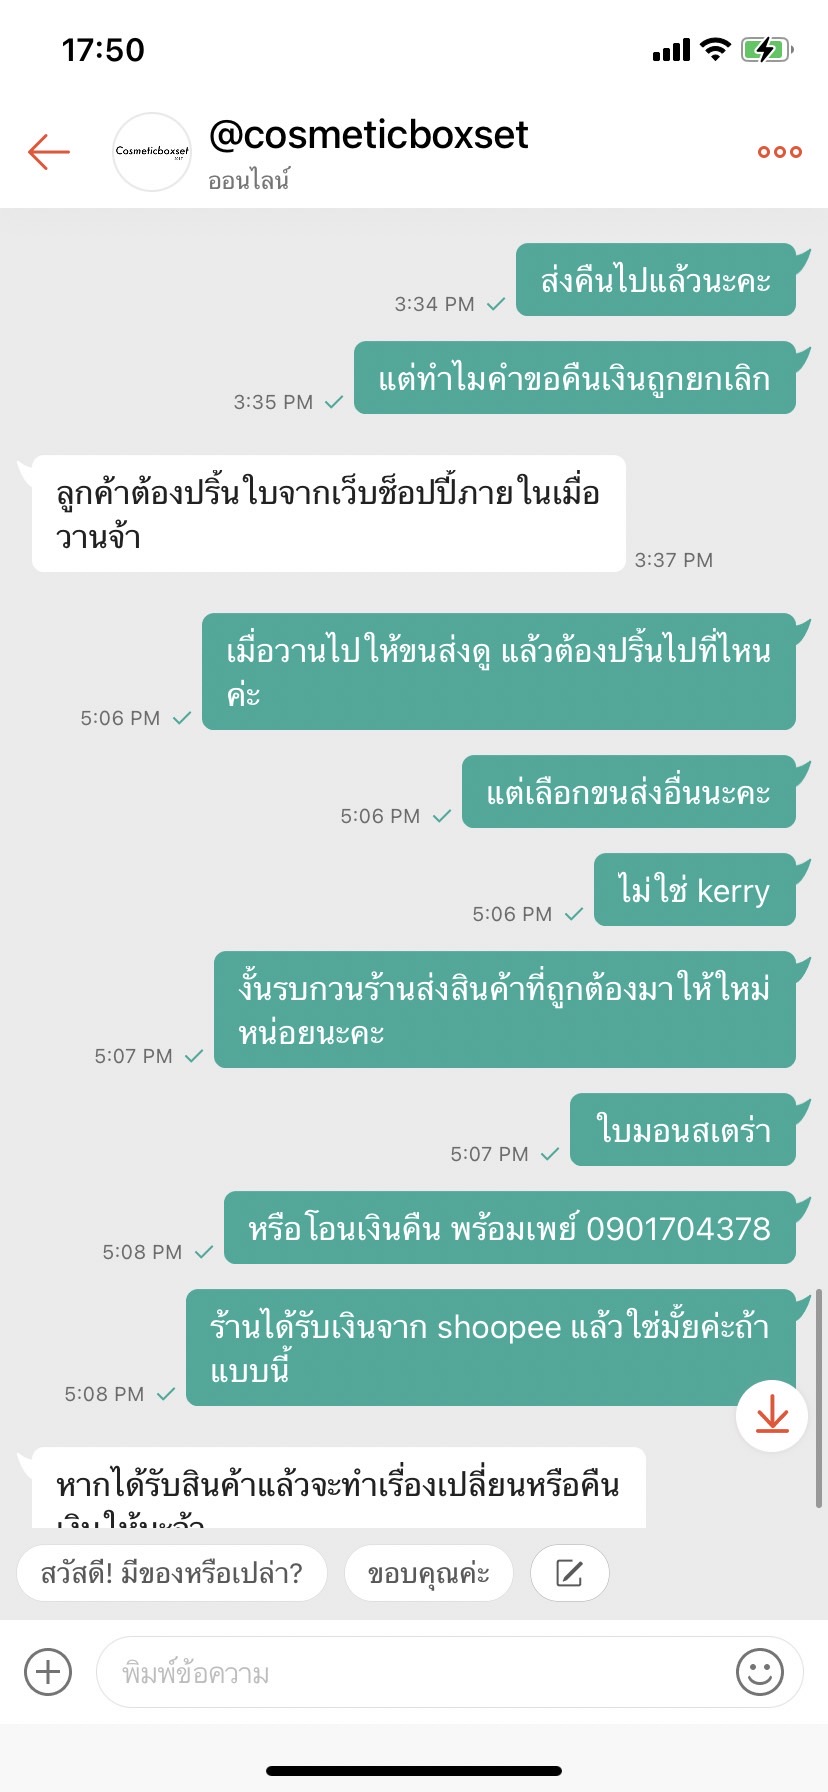 17:50
Cosmeticboxset
@cosmeticboxset
ออนไลน์
ส่งคืนไปแล้วนะคะ
3:34 PM
แต่ทำไมคำขอคืนเงินถูกยกเลิก
3:35 PM
ลูกค้าต้องปริ้นใบจากเว็บช็อปปี้ภายในเมื่อ
วานจ้า
3:37 PM
เมื่อวานไปให้ขนส่งดู แล้วต้องปริ้นไปที่ไหน
ค่ะ
5:06 PM
แต่เลือกขนส่งอื่นนะคะ
5:06 PM
ไม่ใช่ kerry
5:06 PM
งั้นรบกวนร้านส่งสินค้าที่ถูกต้องมาให้ใหม่
หน่อยนะคะ
5:07 PM
ใบมอนสเตร่า
5:07 PM
หรือโอนเงินคืน พร้อมเพย์ 0901704378
5:08 PM
ร้านได้รับเงินจาก shoopee แล้วใช่มั้ยค่ะถ้า
แบบนี้
5:08 PM
หากได้รับสินค้าแล้วจะทำเรื่องเปลี่ยนหรือคืน
เงินให้นะจ้า
สวัสดี! มีของหรือเปล่า?
ขอบคุณค่ะ
พิมพ์ข้อความ